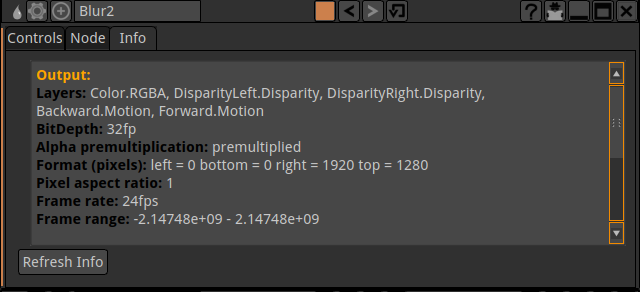 Blur2
Controls Node Info
Output:
Layers: Color.RGBA, DisparityLeft.Disparity, DisparityRight.Disparity,
Backward.Motion, Forward.Motion
BitDepth: 32fp
Alpha premultiplication: premultiplied
Format (pixels): left = 0 bottom = 0 right = 1920 top = 1280
Pixel aspect ratio: 1
Frame rate: 24fps
Frame range: -2.14748e+09 - 2.14748e+09
Refresh Info